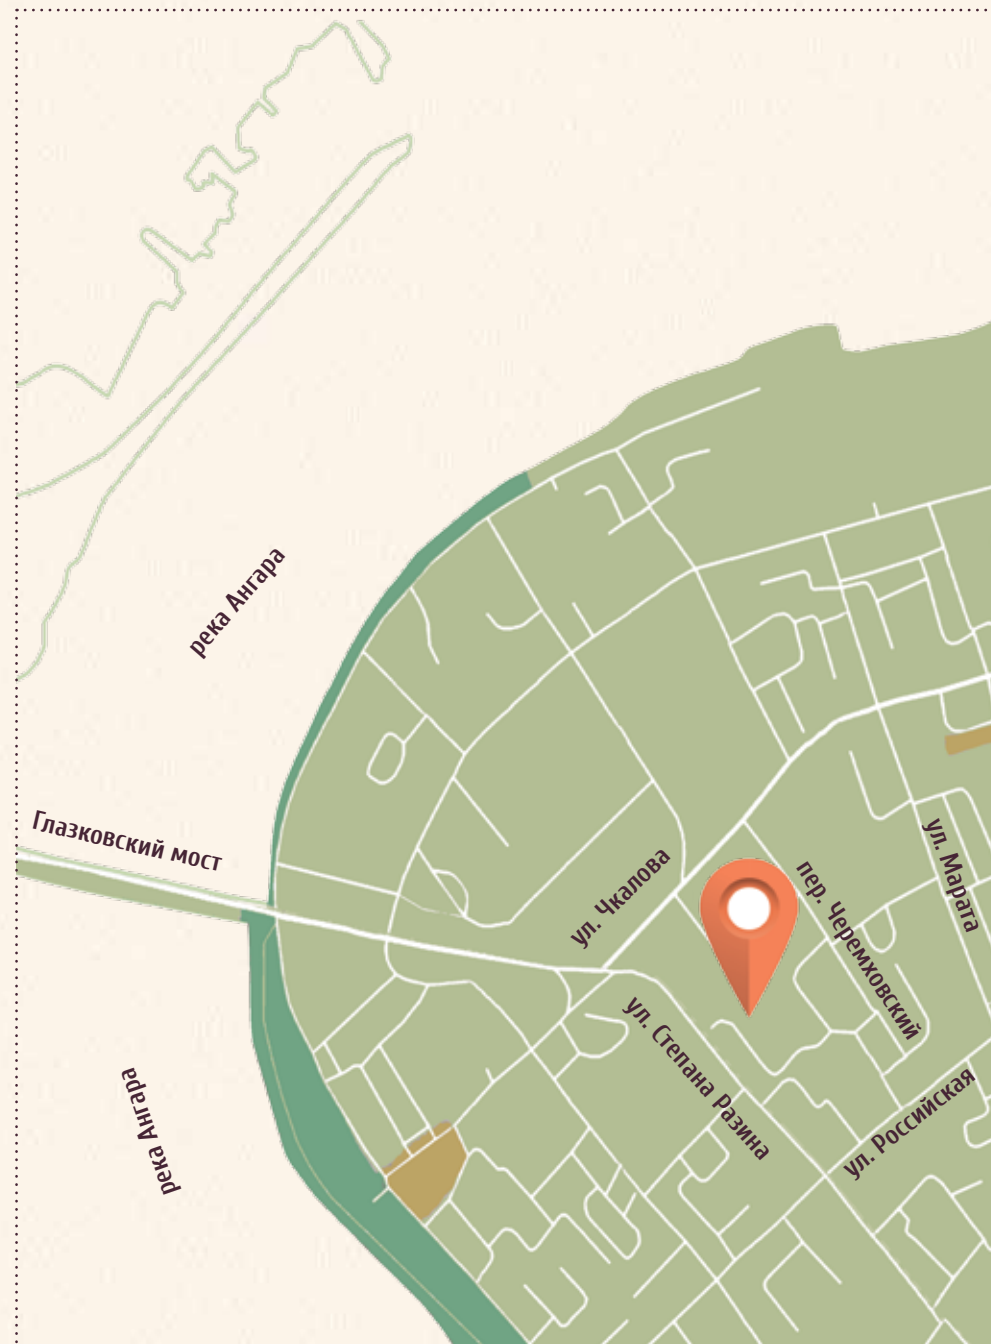 река Ангара
Глазковский мост
ул. Чкалова
ул. Марата
пер. Черемховский
ул. Степана Разина
ул. Российская
река Ангара